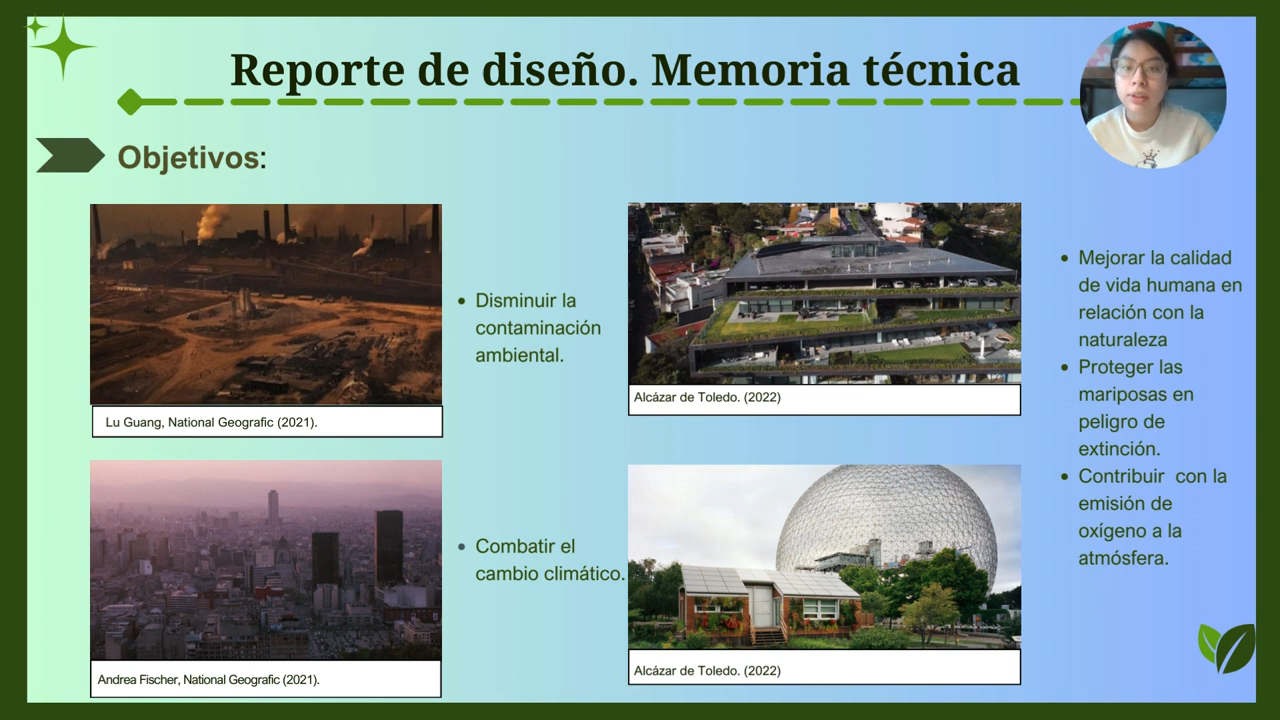 Reporte de diseño. Memoria técnica
Objetivos:
Disminuir la
contaminación
ambiental.
Lu Guang, National Geografic (2021).
Alcázar de Toledo. (2022)
Mejorar la calidad
de vida humana en
relación con la
naturaleza
Proteger las
mariposas en
peligro de
extinción.
Contribuir  con la
emisión de
oxígeno a la
atmósfera.
Combatir el
cambio climático.
Andrea Fischer, National Geografic (2021).
Alcázar de Toledo. (2022)